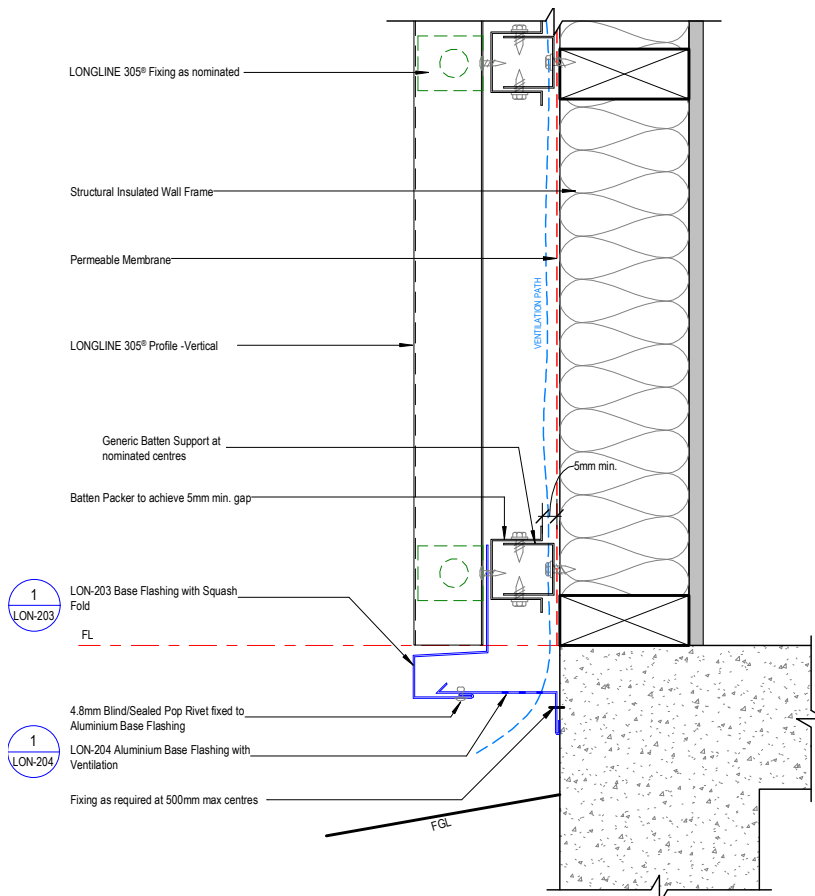 LONGLINE 305® Fixing as nominated
Structural Insulated Wall Frame
Permeable Membrane
VENTILATION PATH
LONGLINE 305® Profile -Vertical
Generic Batten Support at
nominated centres
5mm min.
Batten Packer to achieve 5mm min. gap
1
LON-203
LON-203 Base Flashing with Squash
Fold
FL
4.8mm Blind/Sealed Pop Rivet fixed to
Aluminium Base Flashing
1
LON-204
LON-204 Aluminium Base Flashing with
Ventilation
Fixing as required at 500mm max centres
FGL